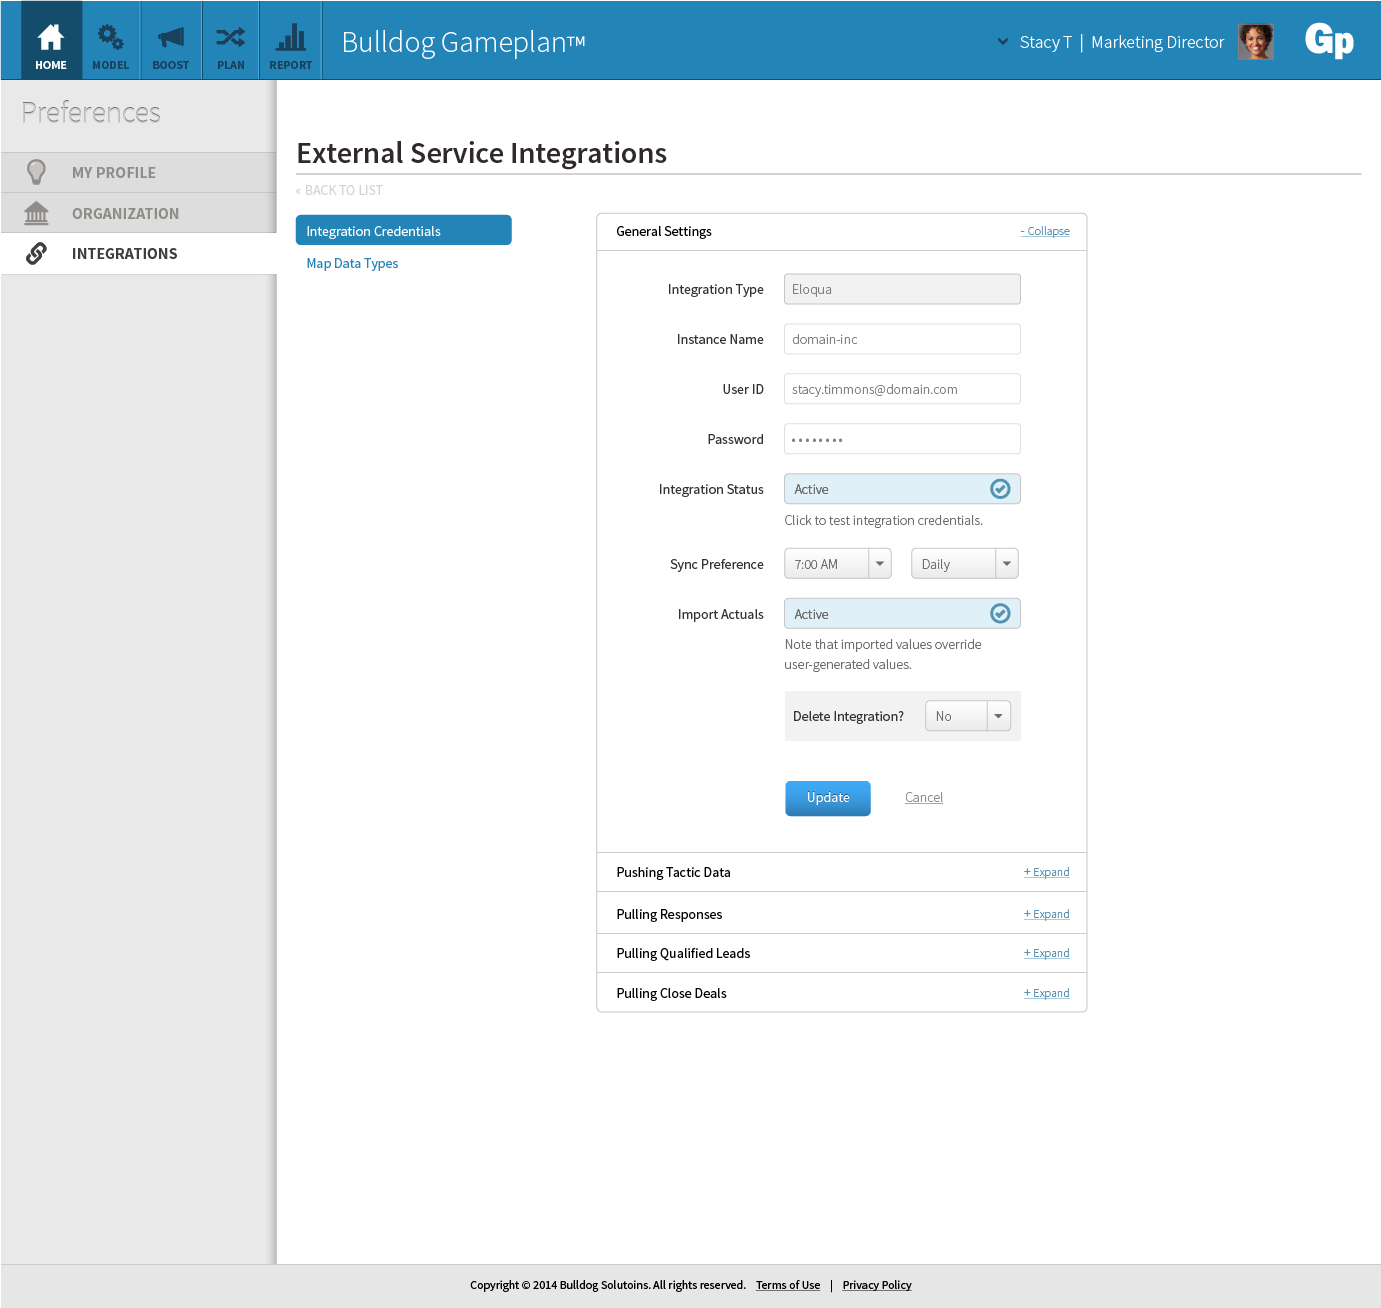 HOME
MODEL
BOOST
PLAN
REPORT
Bulldog Gameplan™
Stacy T | Marketing Director
Gp
Preferences
MY PROFILE
ORGANIZATION
INTEGRATIONS
External Service Integrations
« BACK TO LIST
Integration Credentials
Map Data Types
General Settings
- Collapse
Integration Type
Eloqua
Instance Name
domain-inc
User ID
stacy.timmons@domain.com
Password
••••••••
Integration Status
Active
Click to test integration credentials.
Sync Preference
7:00 AM
Daily
Import Actuals
Active
Note that imported values override
user-generated values.
Delete Integration?
No
Update
Cancel
Pushing Tactic Data
+ Expand
Pulling Responses
+ Expand
Pulling Qualified Leads
+ Expand
Pulling Close Deals
+ Expand
Copyright © 2014 Bulldog Solutoins. All rights reserved. Terms of Use | Privacy Policy